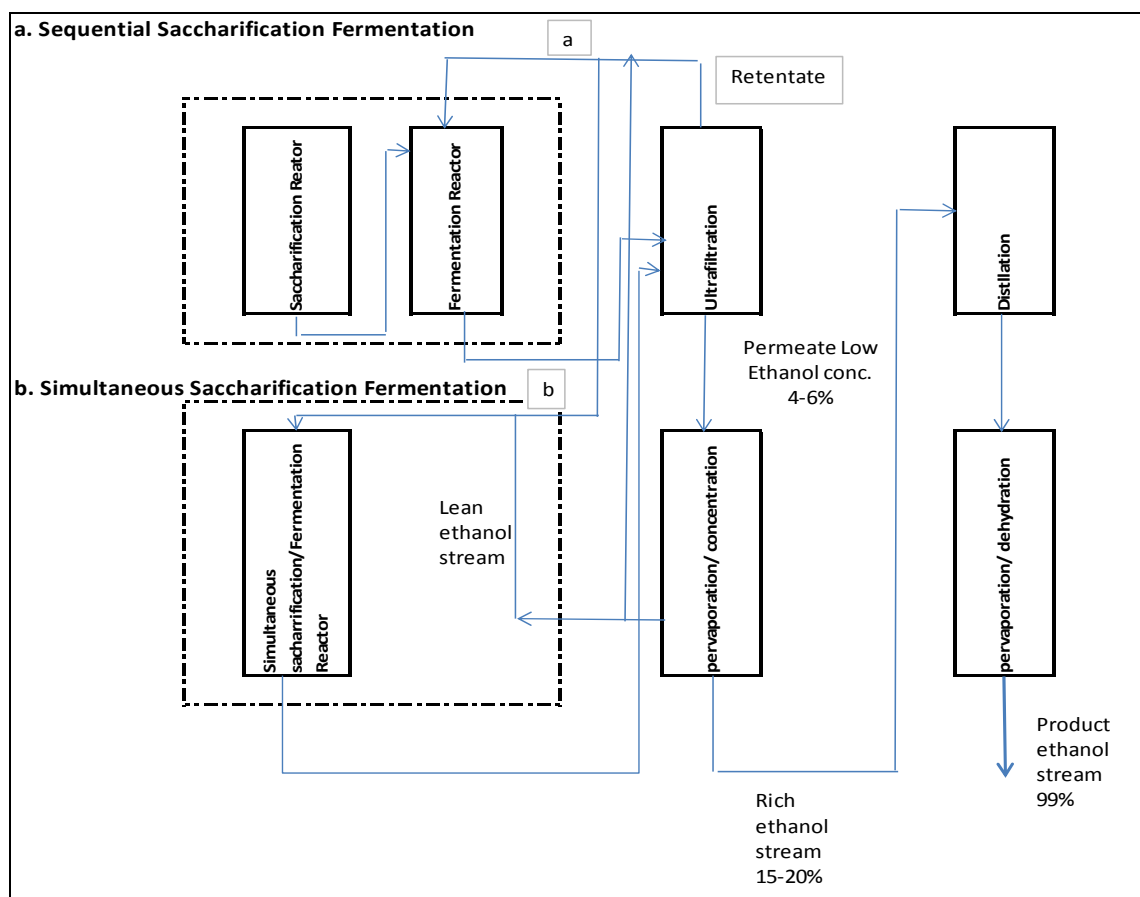 a. Sequential Saccharification Fermentation
a
Retentate
Saccharification Reator
Fermentation Reactor
Ultrafiltration
Distllation
Permeate Low
Ethanol conc.
4-6%
b. Simultaneous Saccharification Fermentation
b
Simultaneous
sacharrification/Fermentation
Reactor
Lean
ethanol
stream
pervaporation/ concentration
pervaporation/ dehydration
Rich
ethanol
stream
15-20%
Product
ethanol
stream
99%